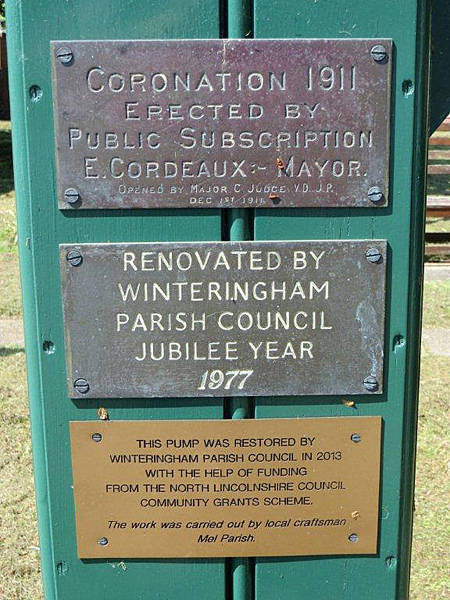 CORONATION 1911
ERECTED BY
PUBLIC SUBSCRIPTION
E. CORDEAUX:- MAYOR.
OPENED BY MAJOR C. JUDGE V.D. J.P.
DEC 1ST 1911.
RENOVATED BY
WINTERINGHAM
PARISH COUNCIL
JUBILEE YEAR
1977
THIS PUMP WAS RESTORED BY
WINTERINGHAM PARISH COUNCIL IN 2013
WITH THE HELP OF FUNDING
FROM THE NORTH LINCOLNSHIRE COUNCIL
COMMUNITY GRANTS SCHEME.
The work was carried out by local craftsman
Mel Parish.